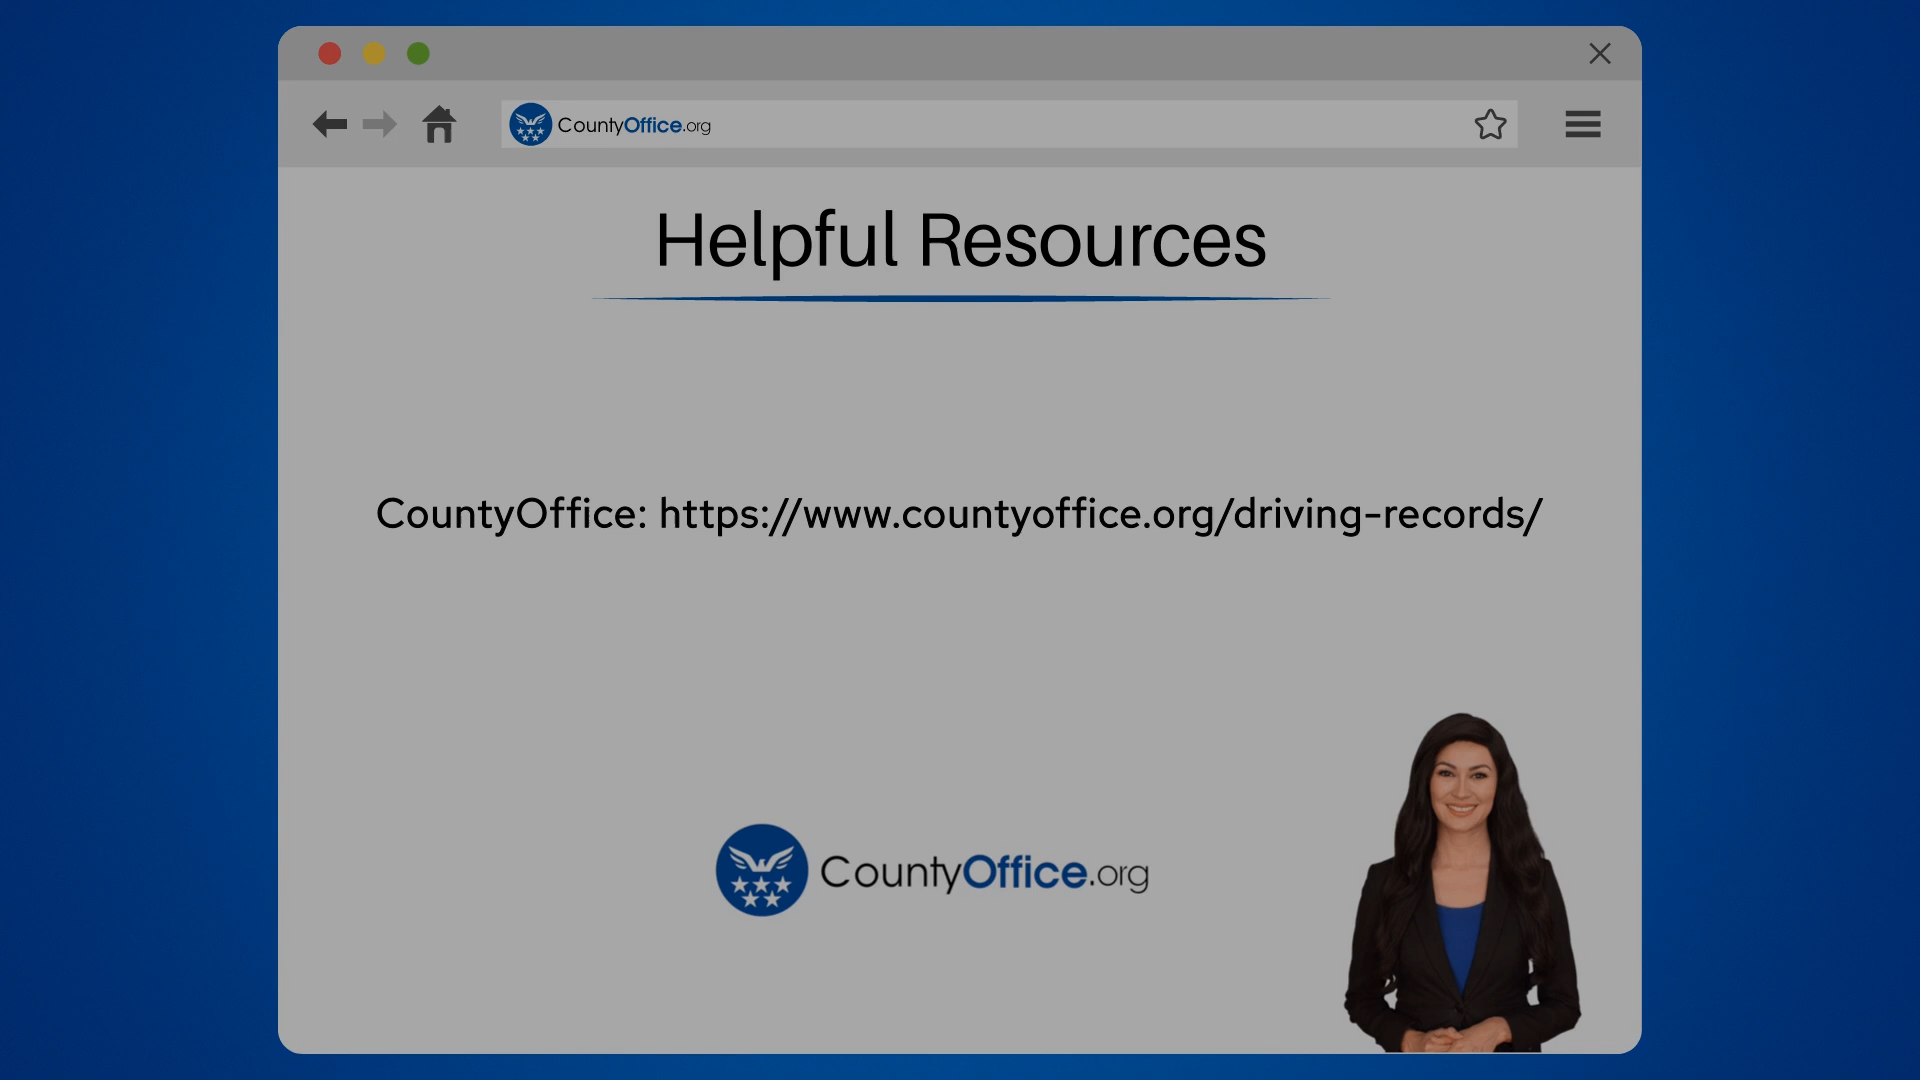 CountyOffice.org
Helpful Resources
CountyOffice: https://www.countyoffice.org/driving-records/
CountyOffice.org